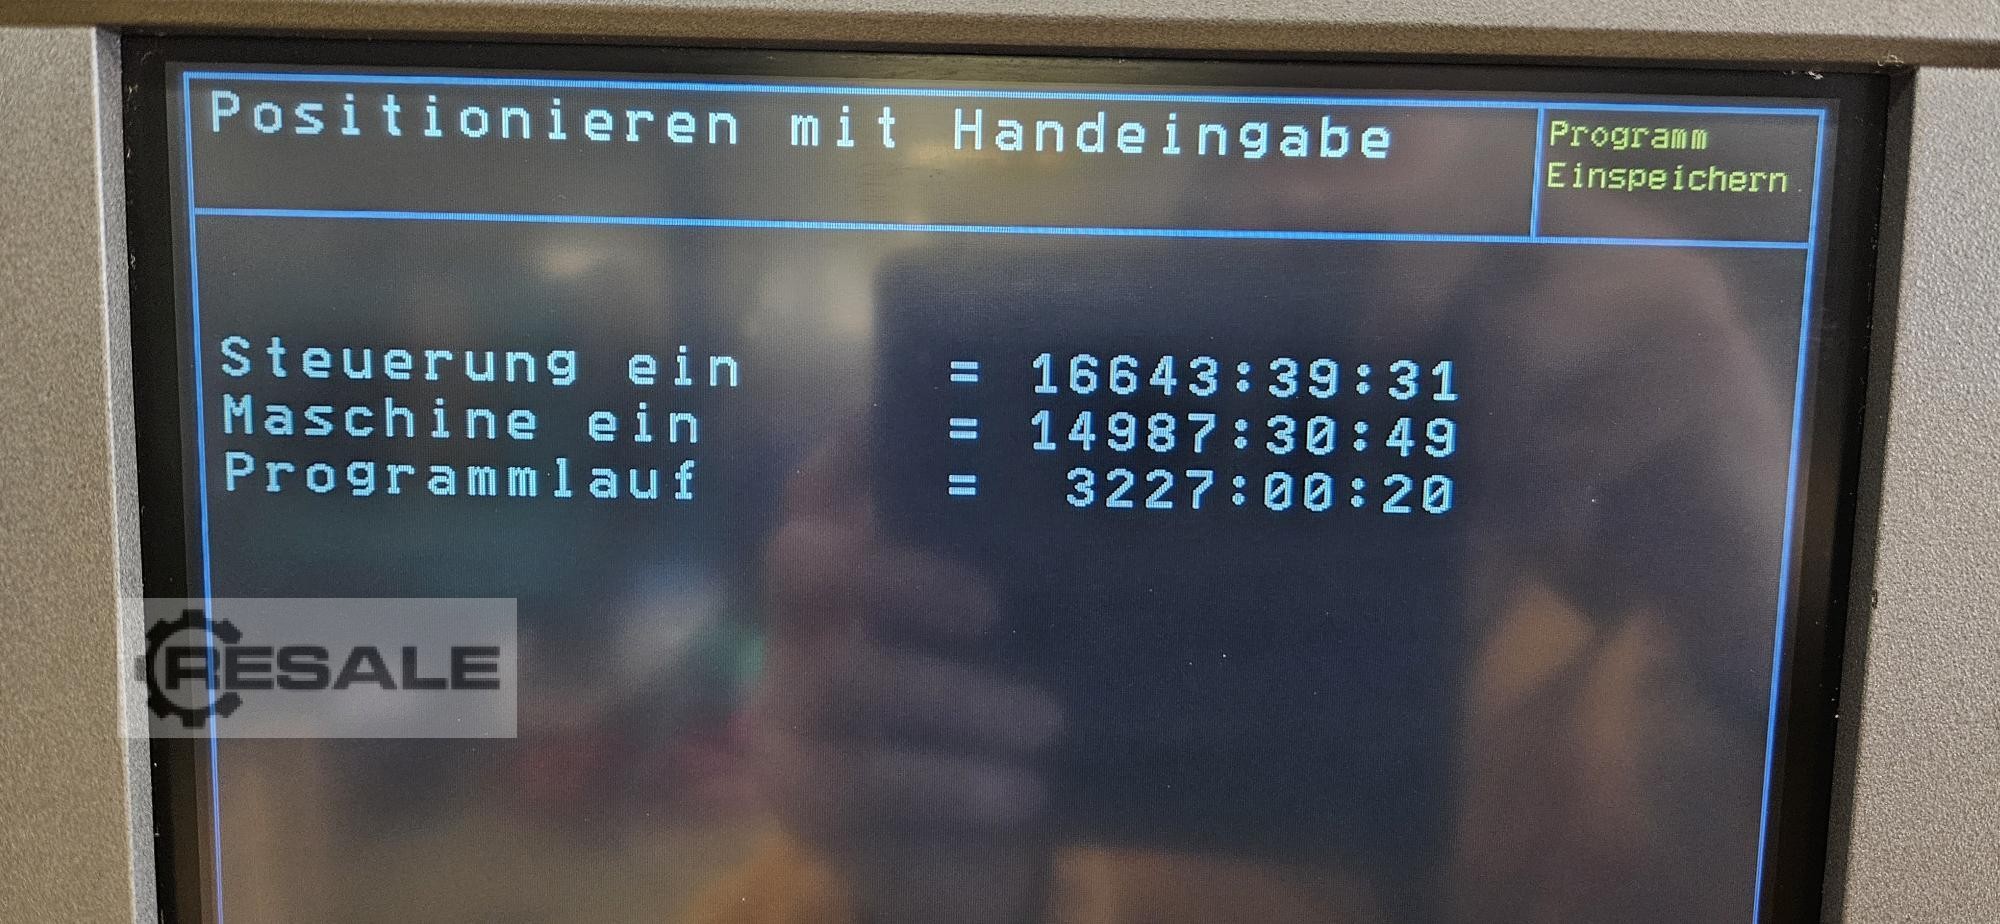 Positionieren mit Handeingabe
Programm
Einspeichern
Steuerung ein = 16643:39:31
Maschine ein = 14987:30:49
Programmlauf = 3227:00:20
RESALE